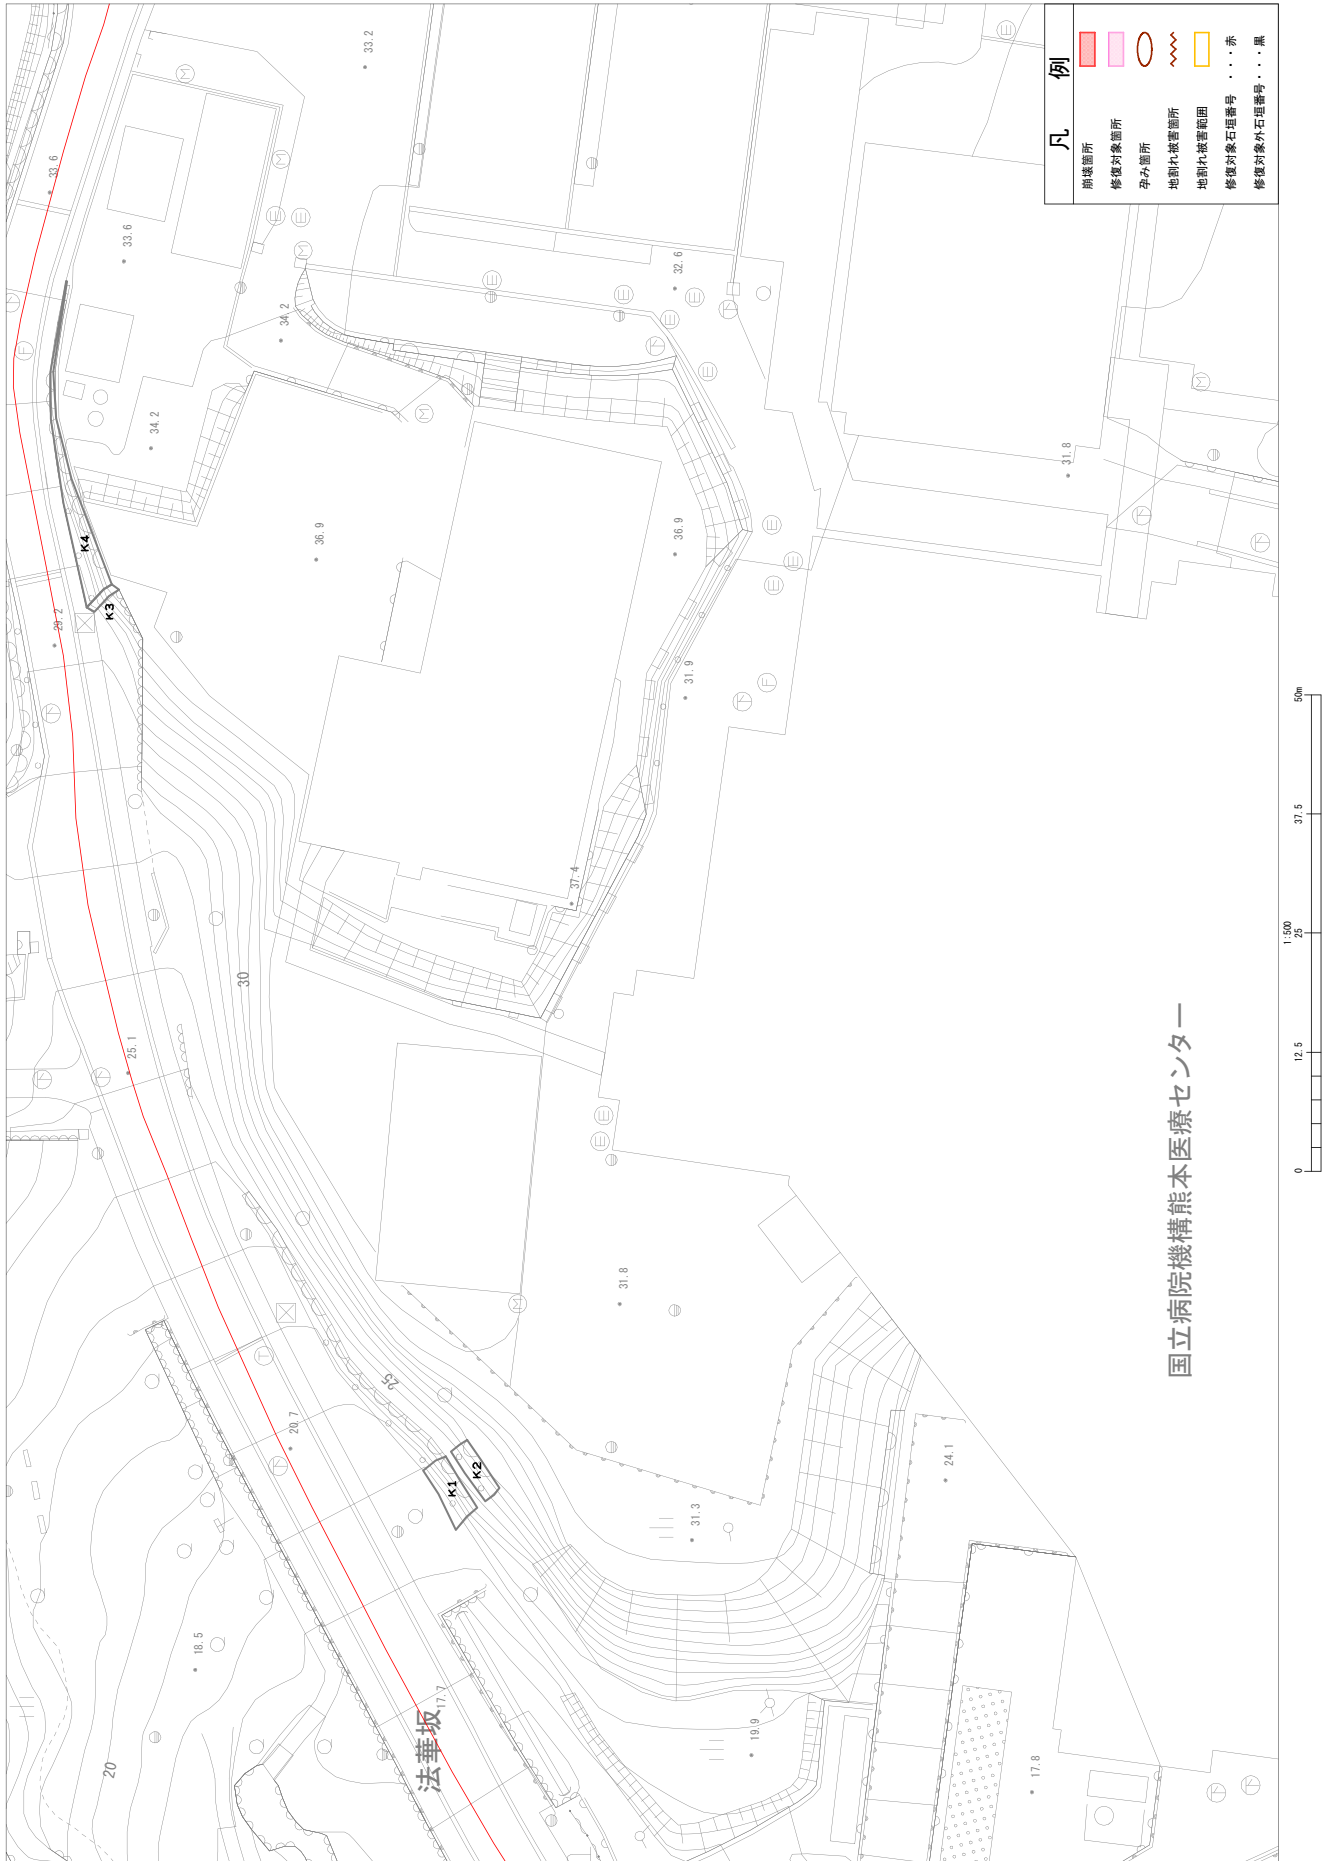 凡 例
崩壊箇所
修復対象箇所
孕み箇所
地割れ被害箇所
地割れ被害範囲
修復対象石垣番号・・・赤
修復対象外石垣番号・・・黒
33.2
33.6
33.6
34.2
32.6
34.2
31.8
36.9
36.9
K4
K3
29.2
31.9
37.4
30
25.1
31.8
25
20.7
K1
K2
24.1
31.3
18.5
17.7
法華坂
19.9
20
17.8
国立病院機構熊本医療センター
1:500
0 12.5 25 37.5 50m
M
M
E
E
M
E
E
E
E
E
E
M
M
E
E
E
F
F
E
E
M
T